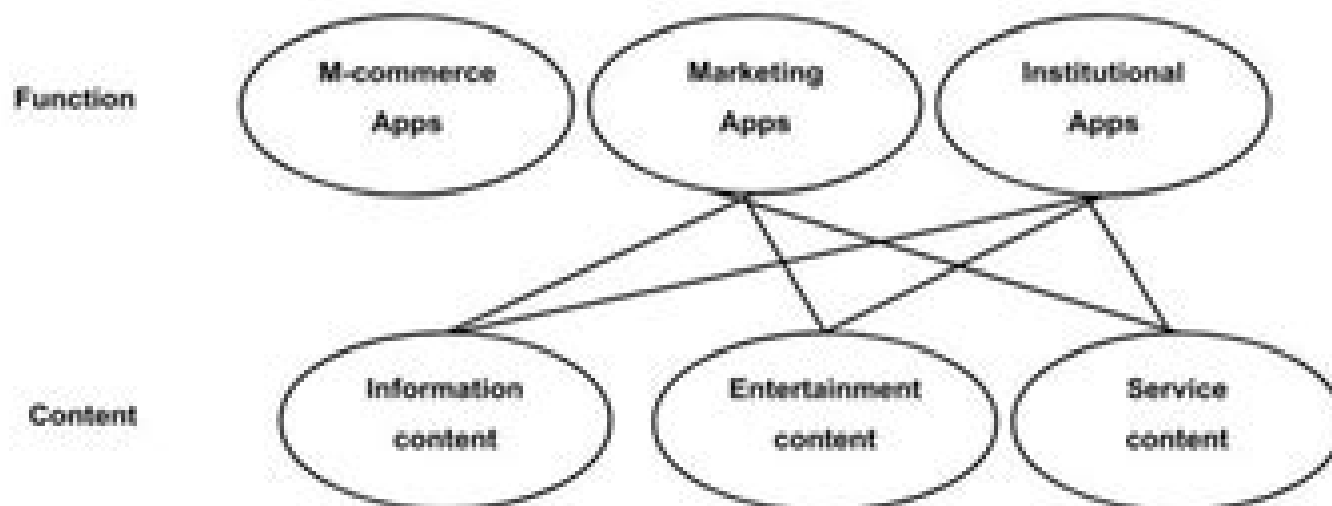 Function
M-commerce
Apps
Marketing
Apps
Institutional
Apps
Content
Information
content
Entertainment
content
Service
content